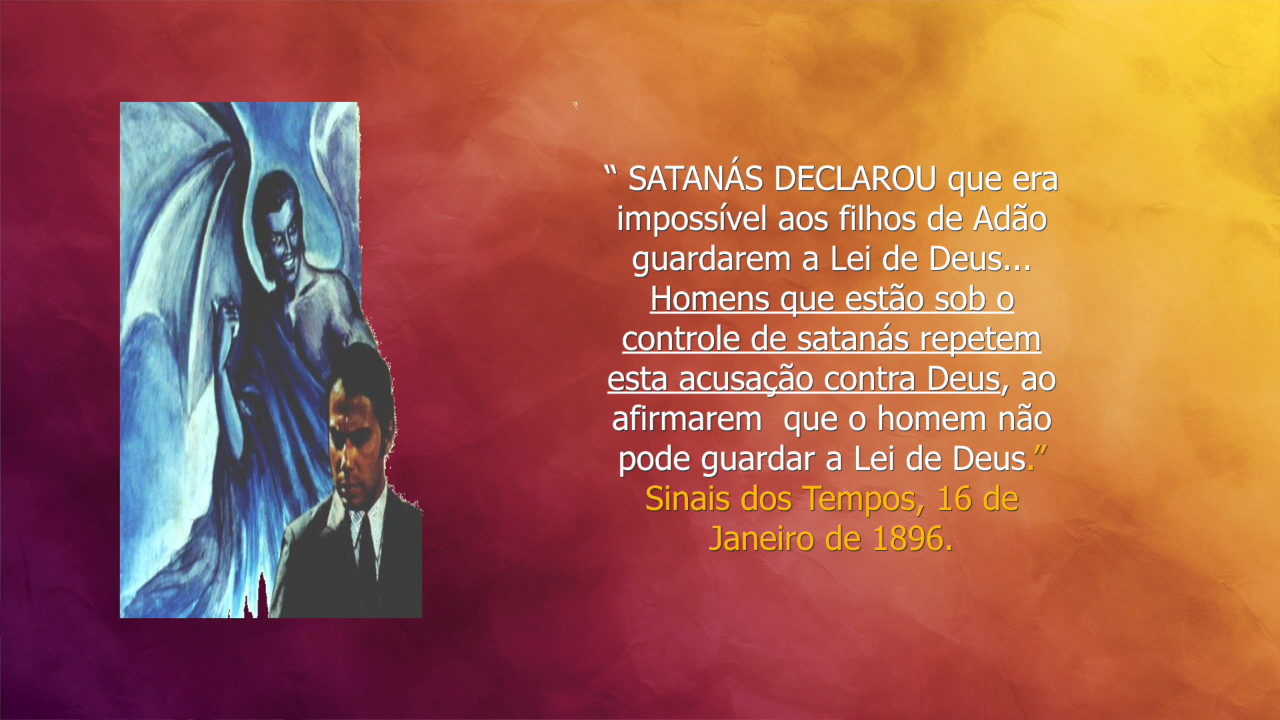 “ SATANÁS DECLAROU que era
impossível aos filhos de Adão
guardarem a Lei de Deus...
Homens que estão sob o
controle de satanás repetem
esta acusação contra Deus, ao
afirmarem  que o homem não
pode guardar a Lei de Deus.”
Sinais dos Tempos, 16 de
Janeiro de 1896.